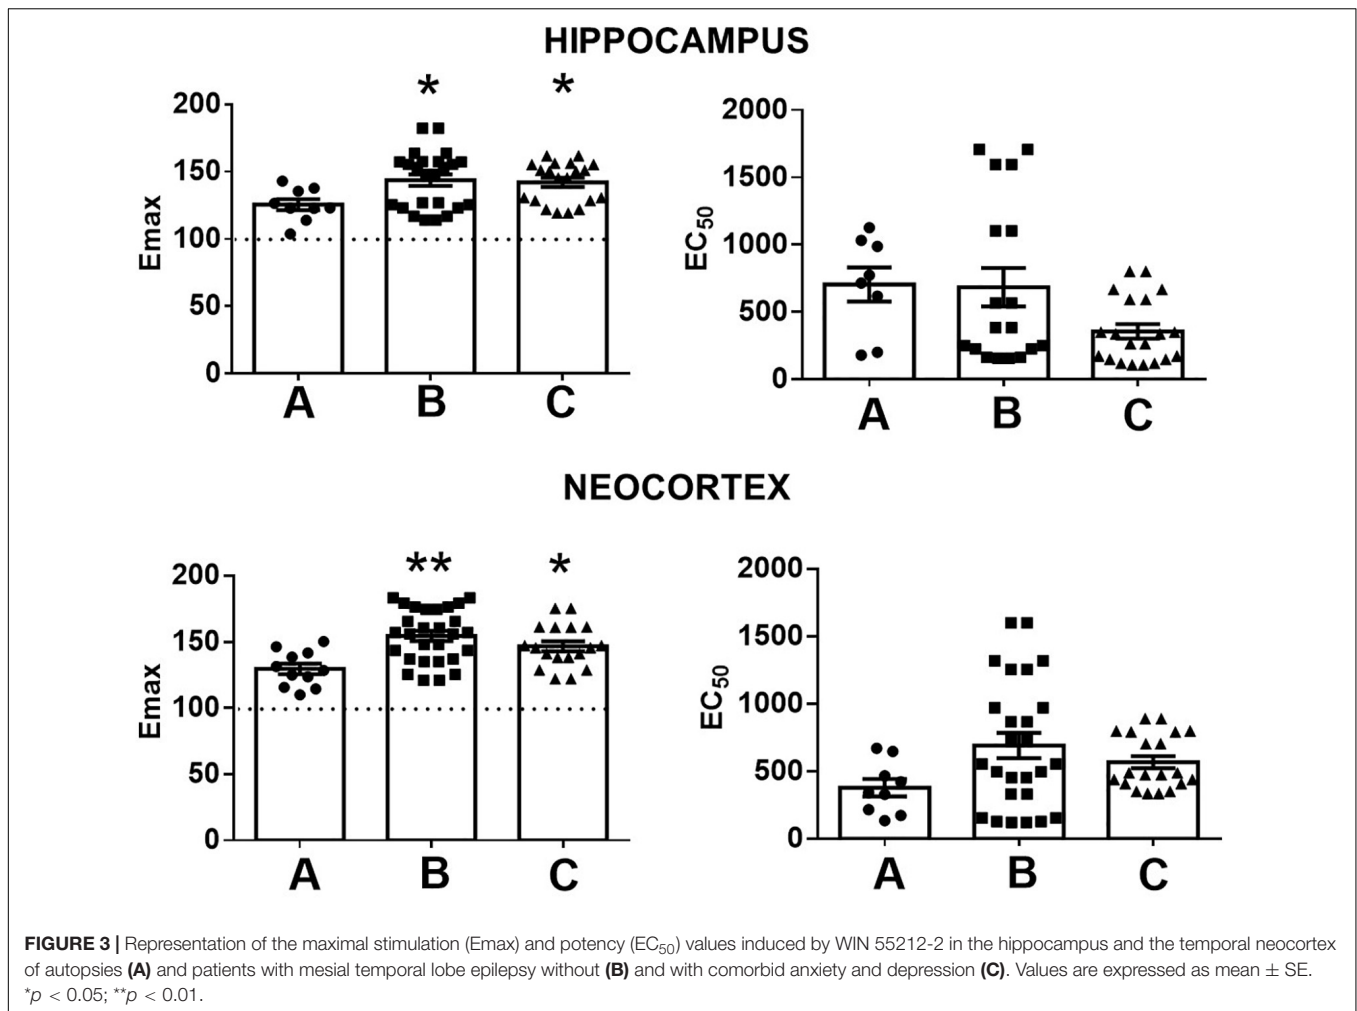 HIPPOCAMPUS
* *
200
150
100
50
0
Emax
A B C
2000
1500
1000
500
0
EC50
A B C
NEOCORTEX
** *
200
150
100
50
0
Emax
A B C
2000
1500
1000
500
0
EC50
A B C
FIGURE 3 | Representation of the maximal stimulation (Emax) and potency (EC50) values induced by WIN 55212-2 in the hippocampus and the temporal neocortex
of autopsies (A) and patients with mesial temporal lobe epilepsy without (B) and with comorbid anxiety and depression (C). Values are expressed as mean ± SE.
*p < 0.05; **p < 0.01.